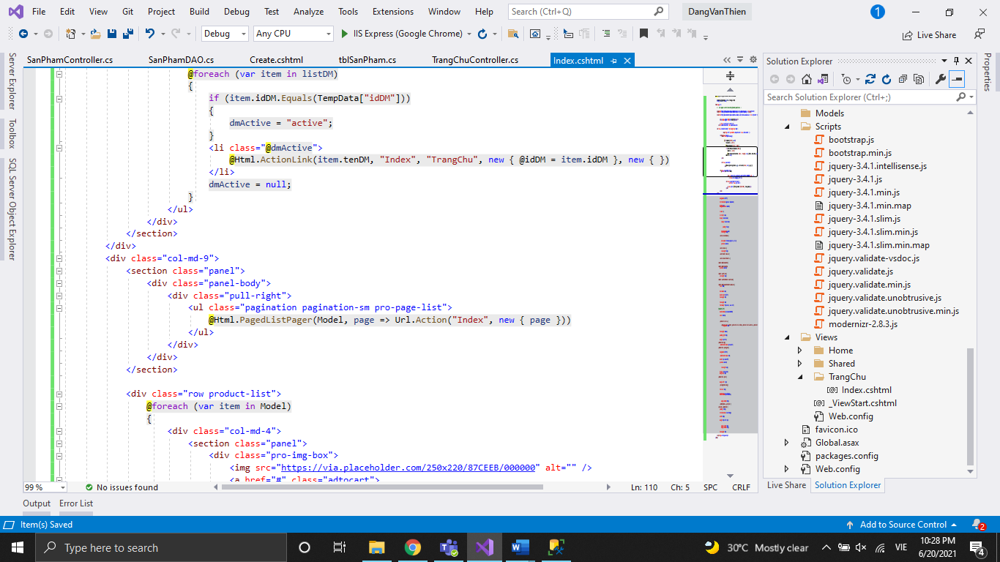 File Edit View Git Project Build Debug Test Analyze Tools Extensions Window Help Search (Ctrl+Q) DangVanThien 1
Debug Any CPU IIS Express (Google Chrome) Live Share
SanPhamController.cs SanPhamDAO.cs Create.cshtml tblSanPham.cs TrangChuController.cs Index.cshtml
Server Explorer
Toolbox
SQL Server Object Explorer
@foreach (var item in listDM)
{
if (item.idDM.Equals(TempData["idDM"]))
{
dmActive = "active";
}
<li class="@dmActive">
@Html.ActionLink(item.tenDM, "Index", "TrangChu", new { @idDM = item.idDM }, new { })
</li>
dmActive = null;
}
</ul>
</div>
</section>
</div>
<div class="col-md-9">
<section class="panel">
<div class="panel-body">
<div class="pull-right">
<ul class="pagination pagination-sm pro-page-list">
@Html.PagedListPager(Model, page => Url.Action("Index", new { page }))
</ul>
</div>
</div>
</section>
<div class="row product-list">
@foreach (var item in Model)
{
<div class="col-md-4">
<section class="panel">
<div class="pro-img-box">
<img src="https://via.placeholder.com/250x220/87CEEB/000000" alt="" />
<a href="#" class="adtocart">
99 % No issues found Ln: 110 Ch: 5 SPC CRLF
Solution Explorer
Search Solution Explorer (Ctrl+;)
Models
Scripts
bootstrap.js
bootstrap.min.js
jquery-3.4.1.intellisense.js
jquery-3.4.1.js
jquery-3.4.1.min.js
jquery-3.4.1.min.map
jquery-3.4.1.slim.js
jquery-3.4.1.slim.min.js
jquery-3.4.1.slim.min.map
jquery.validate-vsdoc.js
jquery.validate.js
jquery.validate.min.js
jquery.validate.unobtrusive.js
jquery.validate.unobtrusive.min.js
modernizr-2.8.3.js
Views
Home
Shared
TrangChu
Index.cshtml
_ViewStart.cshtml
Web.config
favicon.ico
Global.asax
packages.config
Web.config
Live Share Solution Explorer
Properties
Output Error List
Item(s) Saved Add to Source Control 2
Type here to search 30°C Mostly clear VIE 10:28 PM
6/20/2021 4